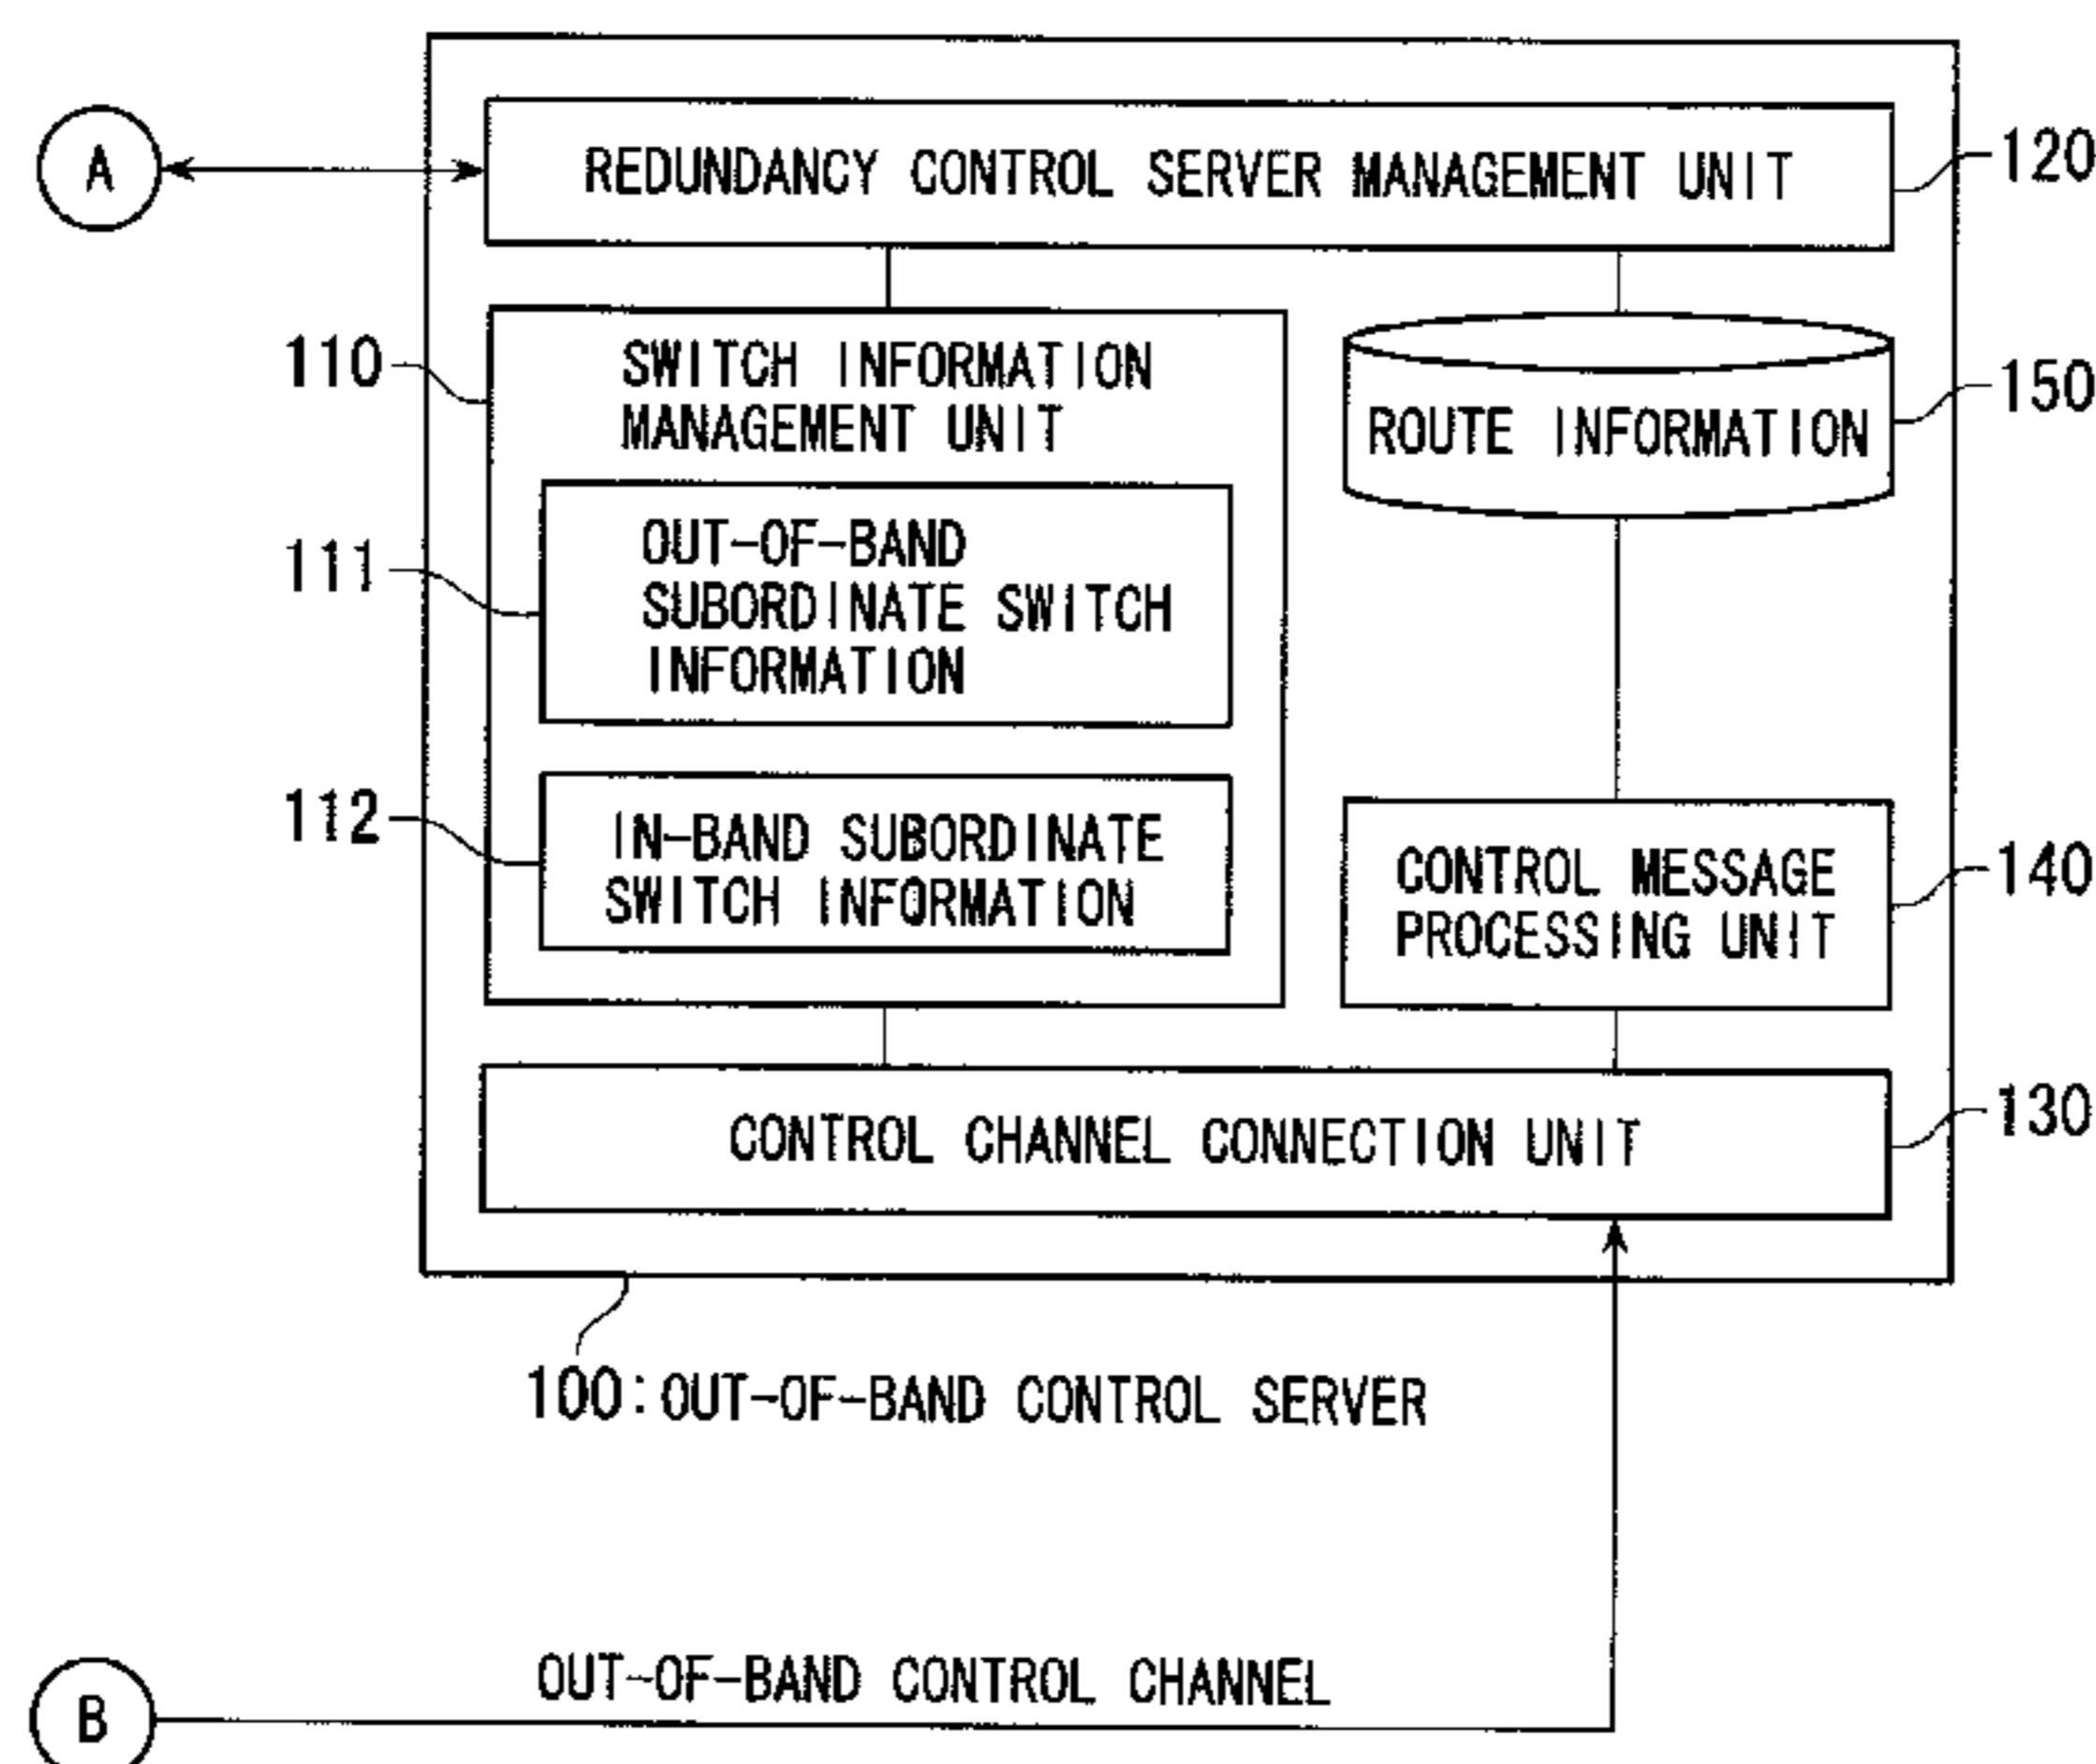 A
REDUNDANCY CONTROL SERVER MANAGEMENT UNIT
120
110
SWITCH INFORMATION
MANAGEMENT UNIT
150
ROUTE INFORMATION
111
OUT-OF-BAND
SUBORDINATE SWITCH
INFORMATION
112
IN-BAND SUBORDINATE
SWITCH INFORMATION
CONTROL MESSAGE
PROCESSING UNIT
140
CONTROL CHANNEL CONNECTION UNIT
130
100:OUT-OF-BAND CONTROL SERVER
OUT-OF-BAND CONTROL CHANNEL
B